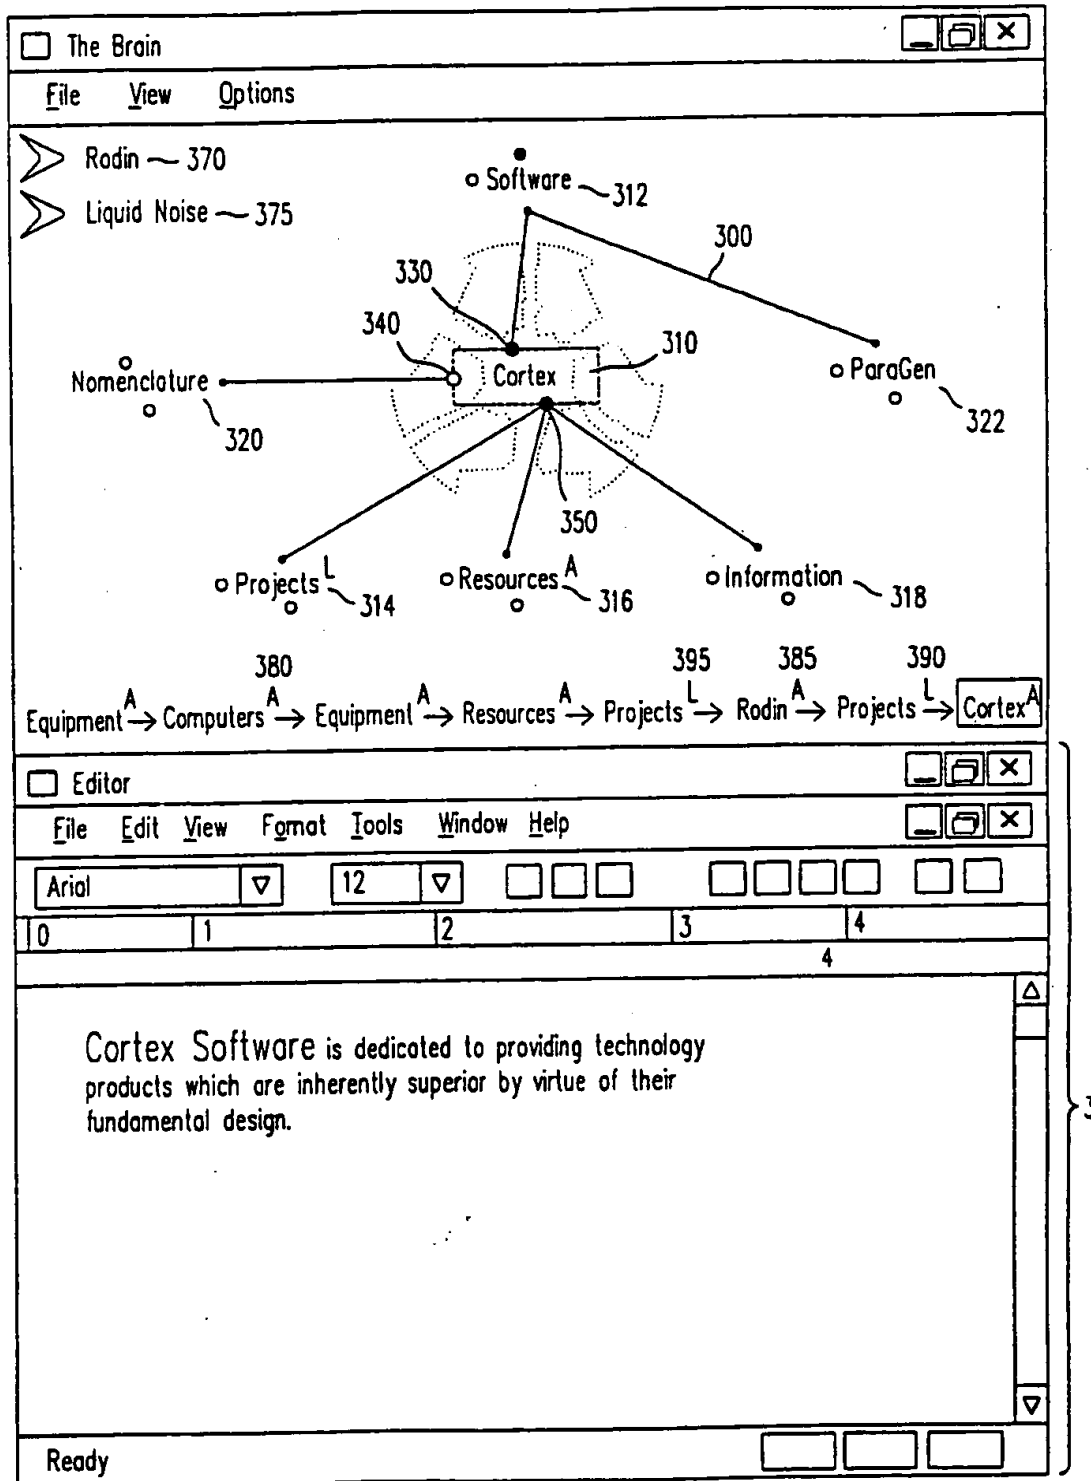 The Brain
File View Options
Rodin 370
Liquid Noise 375
Software 312
300
330
340
310
Cortex
Nomenclature
320
ParaGen
322
350
Projects L 314
Resources A 316
Information 318
380 395 385 390
Equipment A → Computers A → Equipment A → Resources A → Projects L → Rodin A → Projects L → Cortex A
Editor
File Edit View Fomat Tools Window Help
Arial 12
0 1 2 3 4
4
Cortex Software is dedicated to providing technology
products which are inherently superior by virtue of their
fundamental design.
Ready